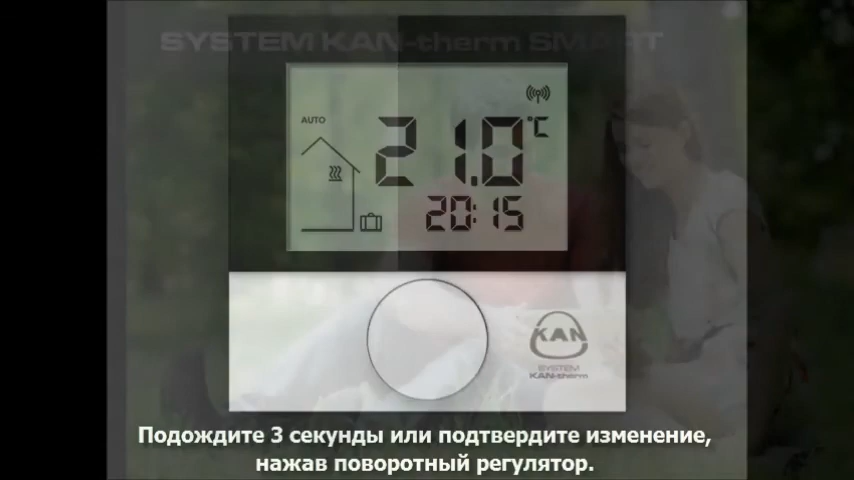 SYSTEM KAN-therm SMART
AUTO
21.0 °C
20:15
KAN
SYSTEM
KAN-therm
Подождите 3 секунды или подтвердите изменение,
нажав поворотный регулятор.